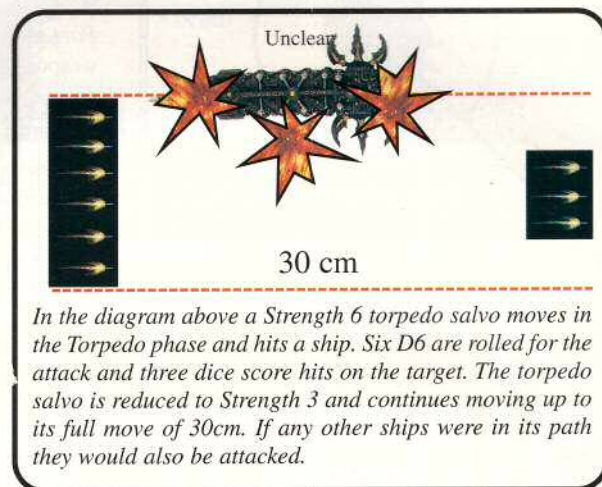 Unclean
30 cm
In the diagram above a Strength 6 torpedo salvo moves in
the Torpedo phase and hits a ship. Six D6 are rolled for the
attack and three dice score hits on the target. The torpedo
salvo is reduced to Strength 3 and continues moving up to
its full move of 30cm. If any other ships were in its path
they would also be attacked.